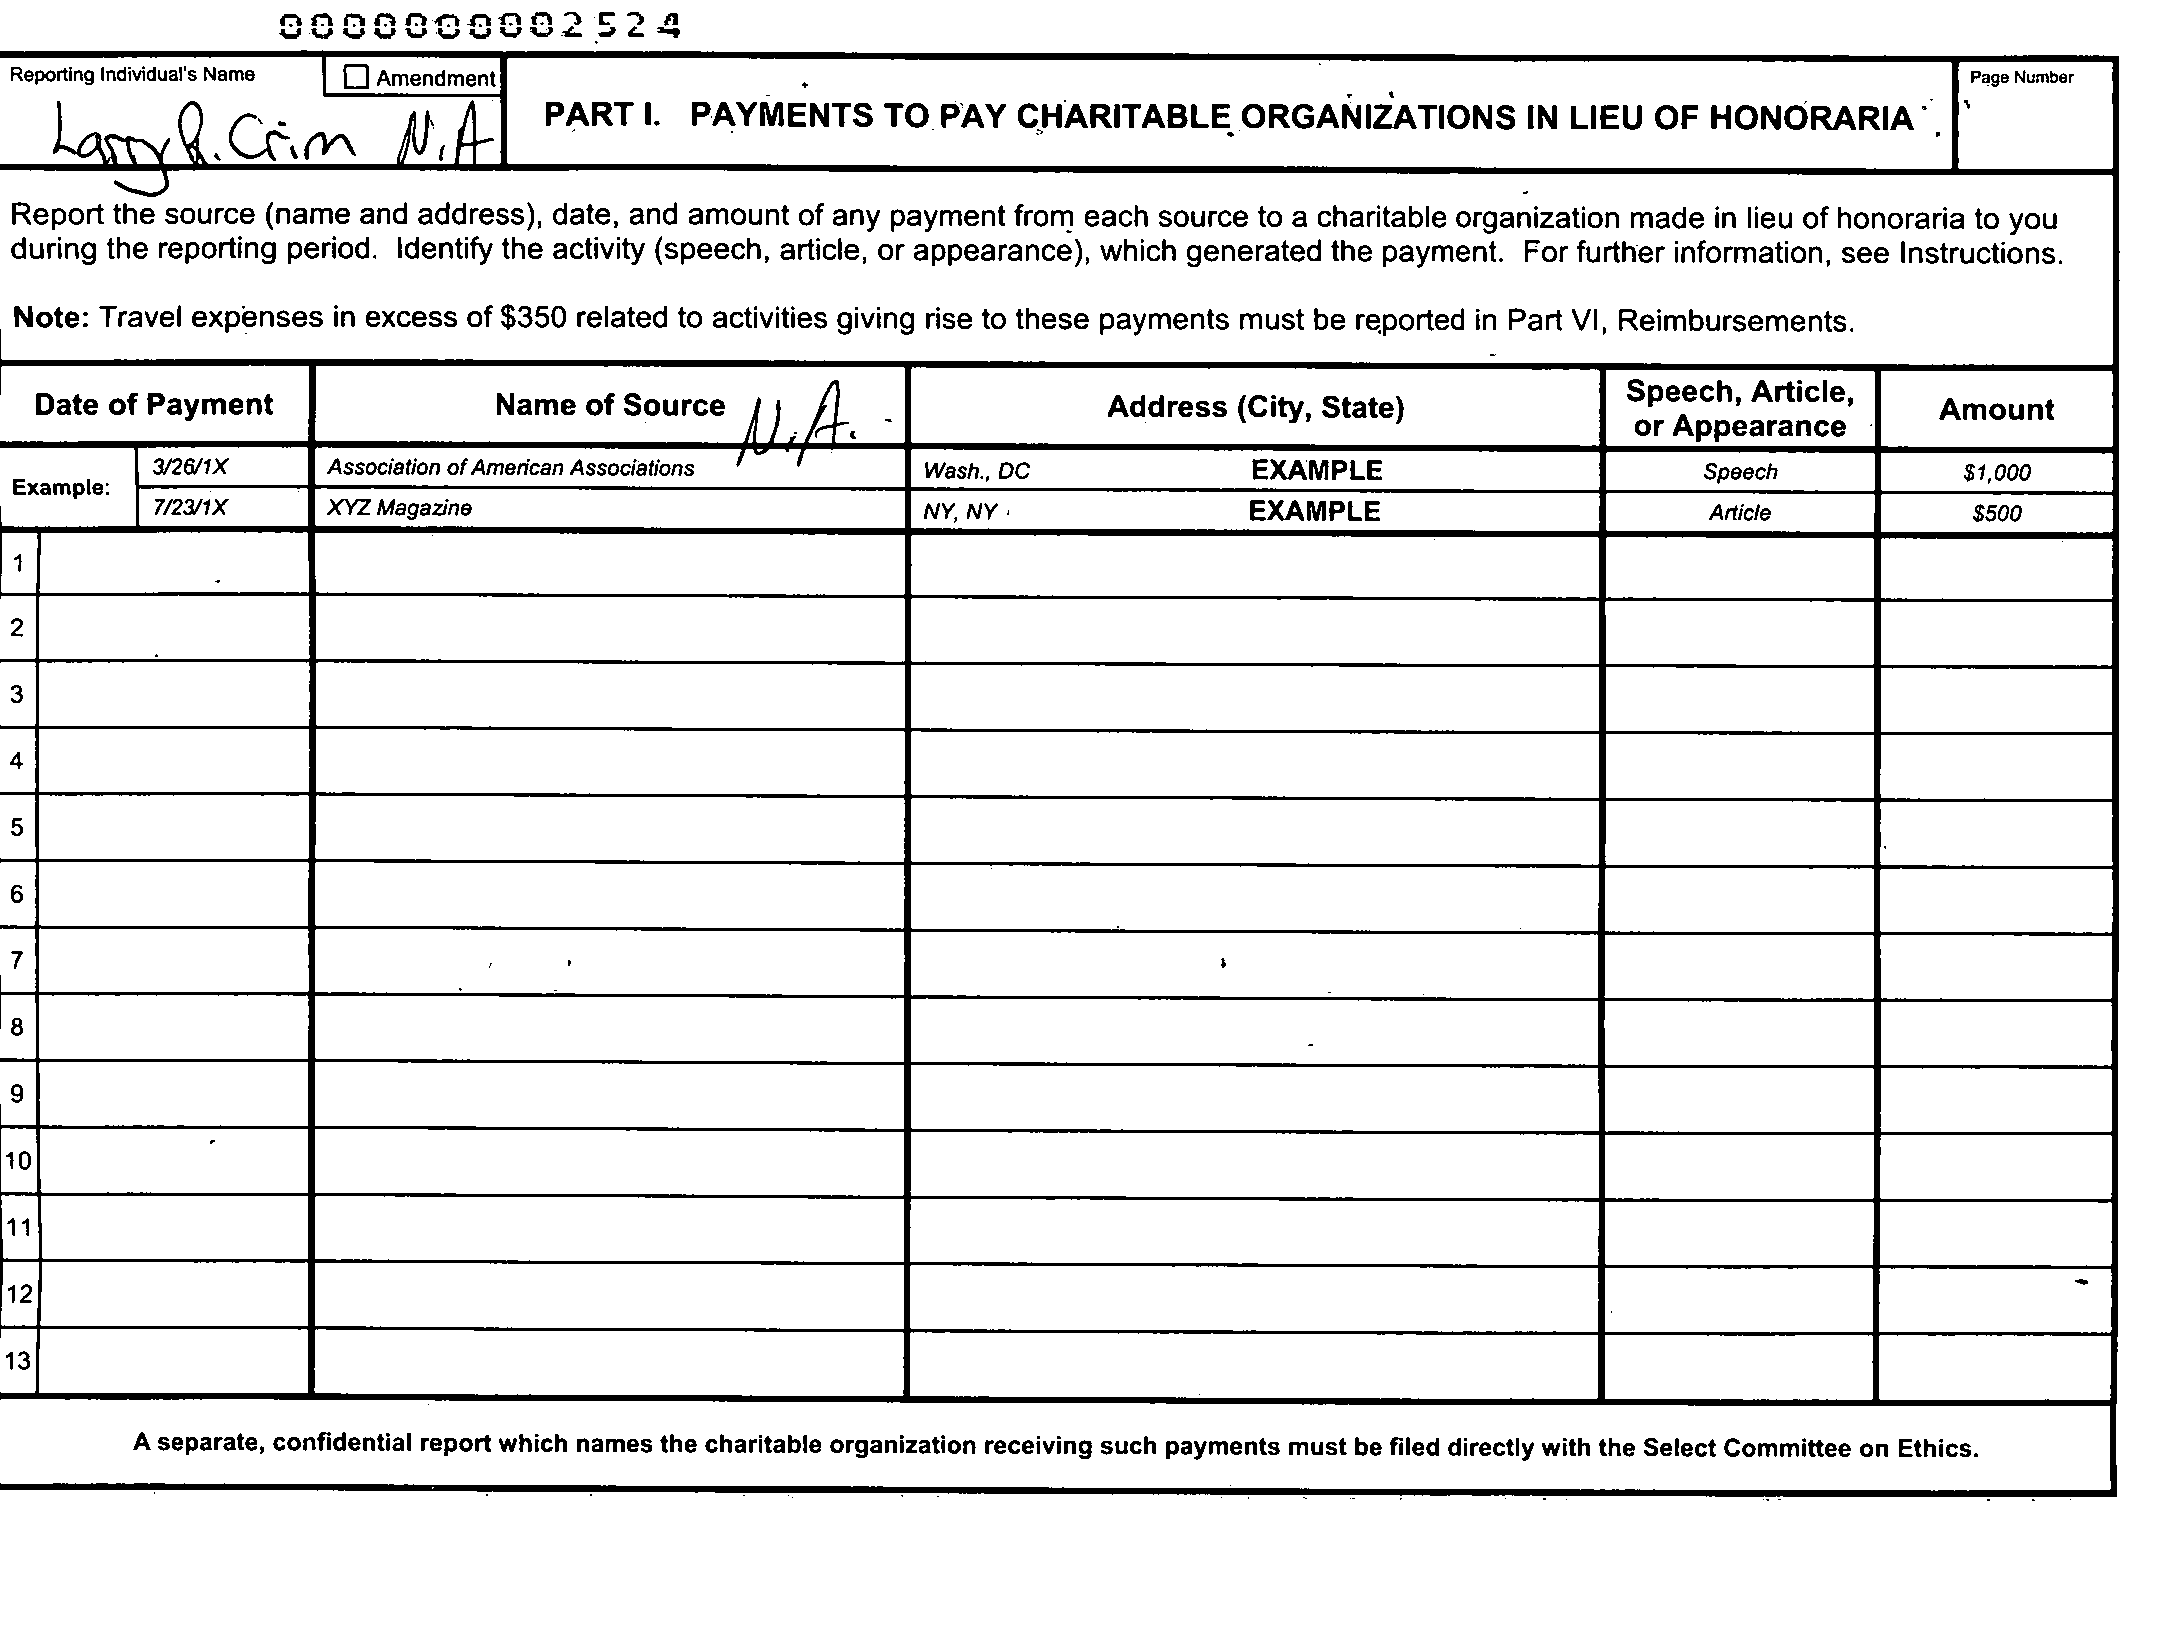 000000002524
Reporting Individual's Name
Amendment
Larry R. Crim N.A
PART I. PAYMENTS TO PAY CHARITABLE ORGANIZATIONS IN LIEU OF HONORARIA
Page Number
Report the source (name and address), date, and amount of any payment from each source to a charitable organization made in lieu of honoraria to you
during the reporting period. Identify the activity (speech, article, or appearance), which generated the payment. For further information, see Instructions.
Note: Travel expenses in excess of $350 related to activities giving rise to these payments must be reported in Part VI, Reimbursements.
Date of Payment Name of Source N.A. Address (City, State) Speech, Article, or Appearance Amount
Example: 3/26/1X Association of American Associations Wash., DC EXAMPLE Speech $1,000
7/23/1X XYZ Magazine NY, NY EXAMPLE Article $500
1
2
3
4
5
6
7
8
9
10
11
12
13
A separate, confidential report which names the charitable organization receiving such payments must be filed directly with the Select Committee on Ethics.